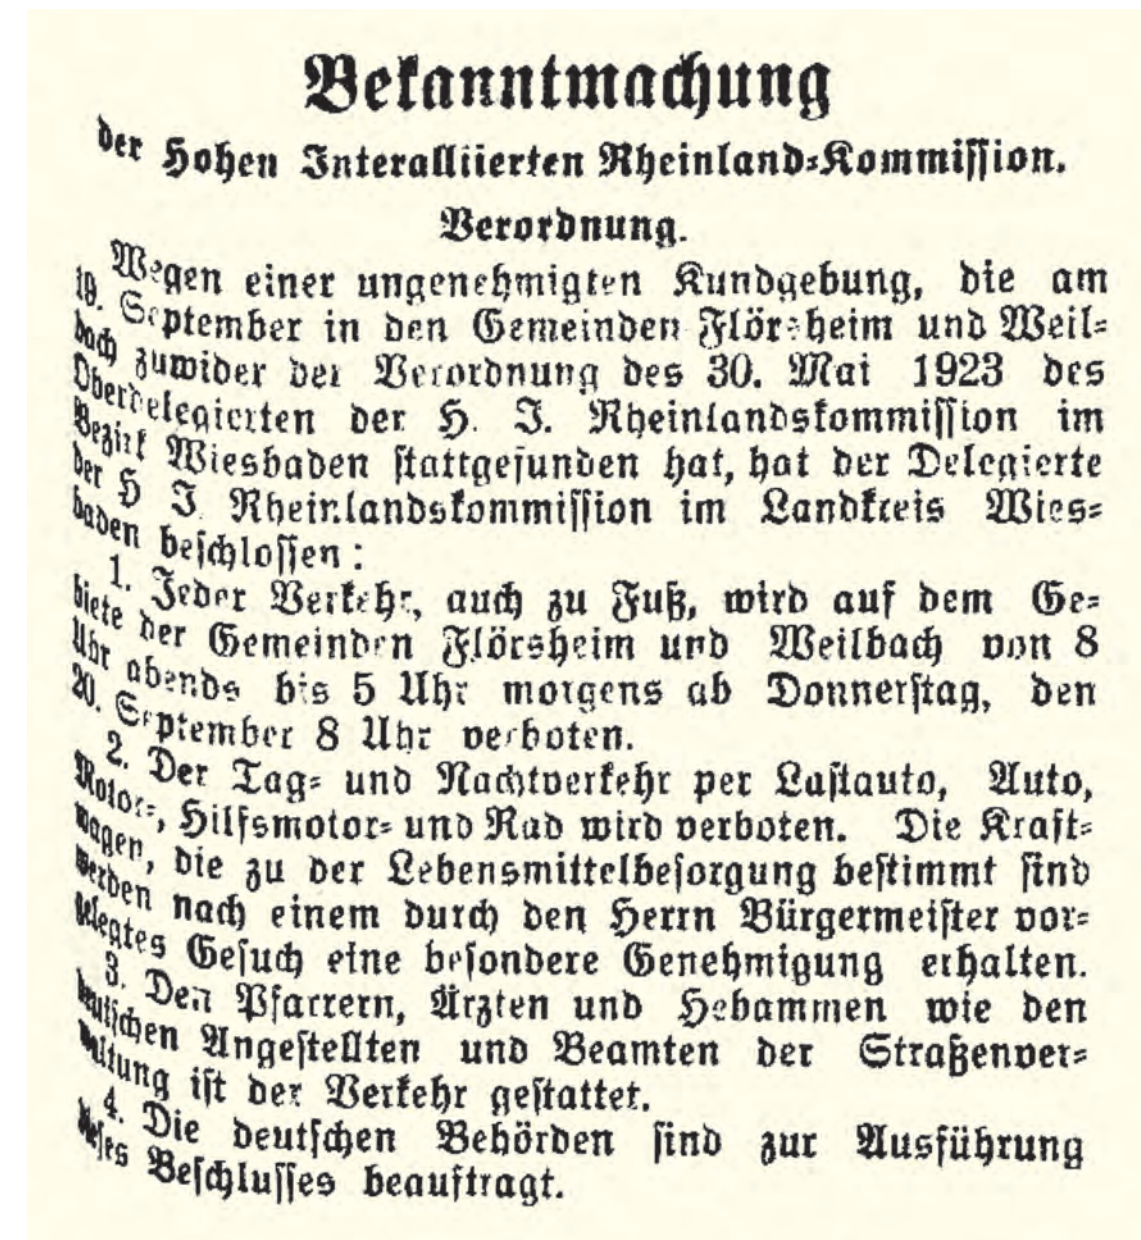 Bekanntmachung
der Hohen Interalliierten Rheinland-Kommission.
Verordnung.
Wegen einer ungenehmigten Kundgebung, die am
19. September in den Gemeinden Flörsheim und Weil-
bach zuwider der Verordnung des 30. Mai 1923 des
Oberdelegierten der H. I. Rheinlandskommission im
Bezirk Wiesbaden stattgefunden hat, hat der Delegierte
der H I. Rheinlandskommission im Landkreis Wies-
baden beschlossen:
1. Jeder Verkehr, auch zu Fuß, wird auf dem Ge-
biete der Gemeinden Flörsheim und Weilbach von 8
Uhr abends bis 5 Uhr morgens ab Donnerstag, den
20. September 8 Uhr verboten.
2. Der Tag- und Nachtverkehr per Lastauto, Auto,
Motor-, Hilfsmotor- und Rad wird verboten. Die Kraft-
wagen, die zu der Lebensmittelbesorgung bestimmt sind
werden nach einem durch den Herrn Bürgermeister vor-
gelegtes Gesuch eine besondere Genehmigung erhalten.
3. Den Pfarrern, Ärzten und Hebammen wie den
deutschen Angestellten und Beamten der Straßenver-
waltung ist der Verkehr gestattet.
4. Die deutschen Behörden sind zur Ausführung
dieses Beschlusses beauftragt.